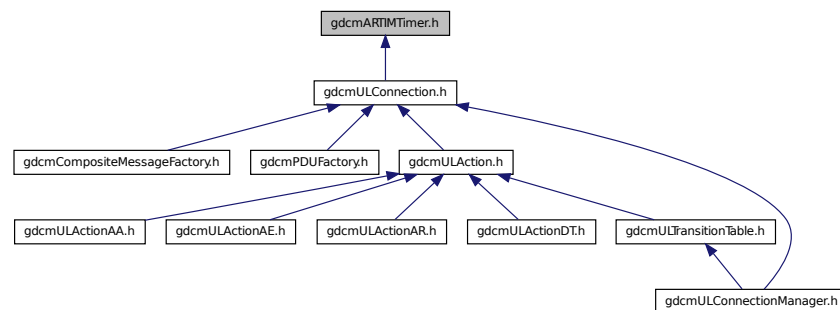 gdcmARTIMTimer.h
gdcmULConnection.h
gdcmCompositeMessageFactory.h
gdcmPDUFactory.h
gdcmULAction.h
gdcmULActionAA.h
gdcmULActionAE.h
gdcmULActionAR.h
gdcmULActionDT.h
gdcmULTransitionTable.h
gdcmULConnectionManager.h